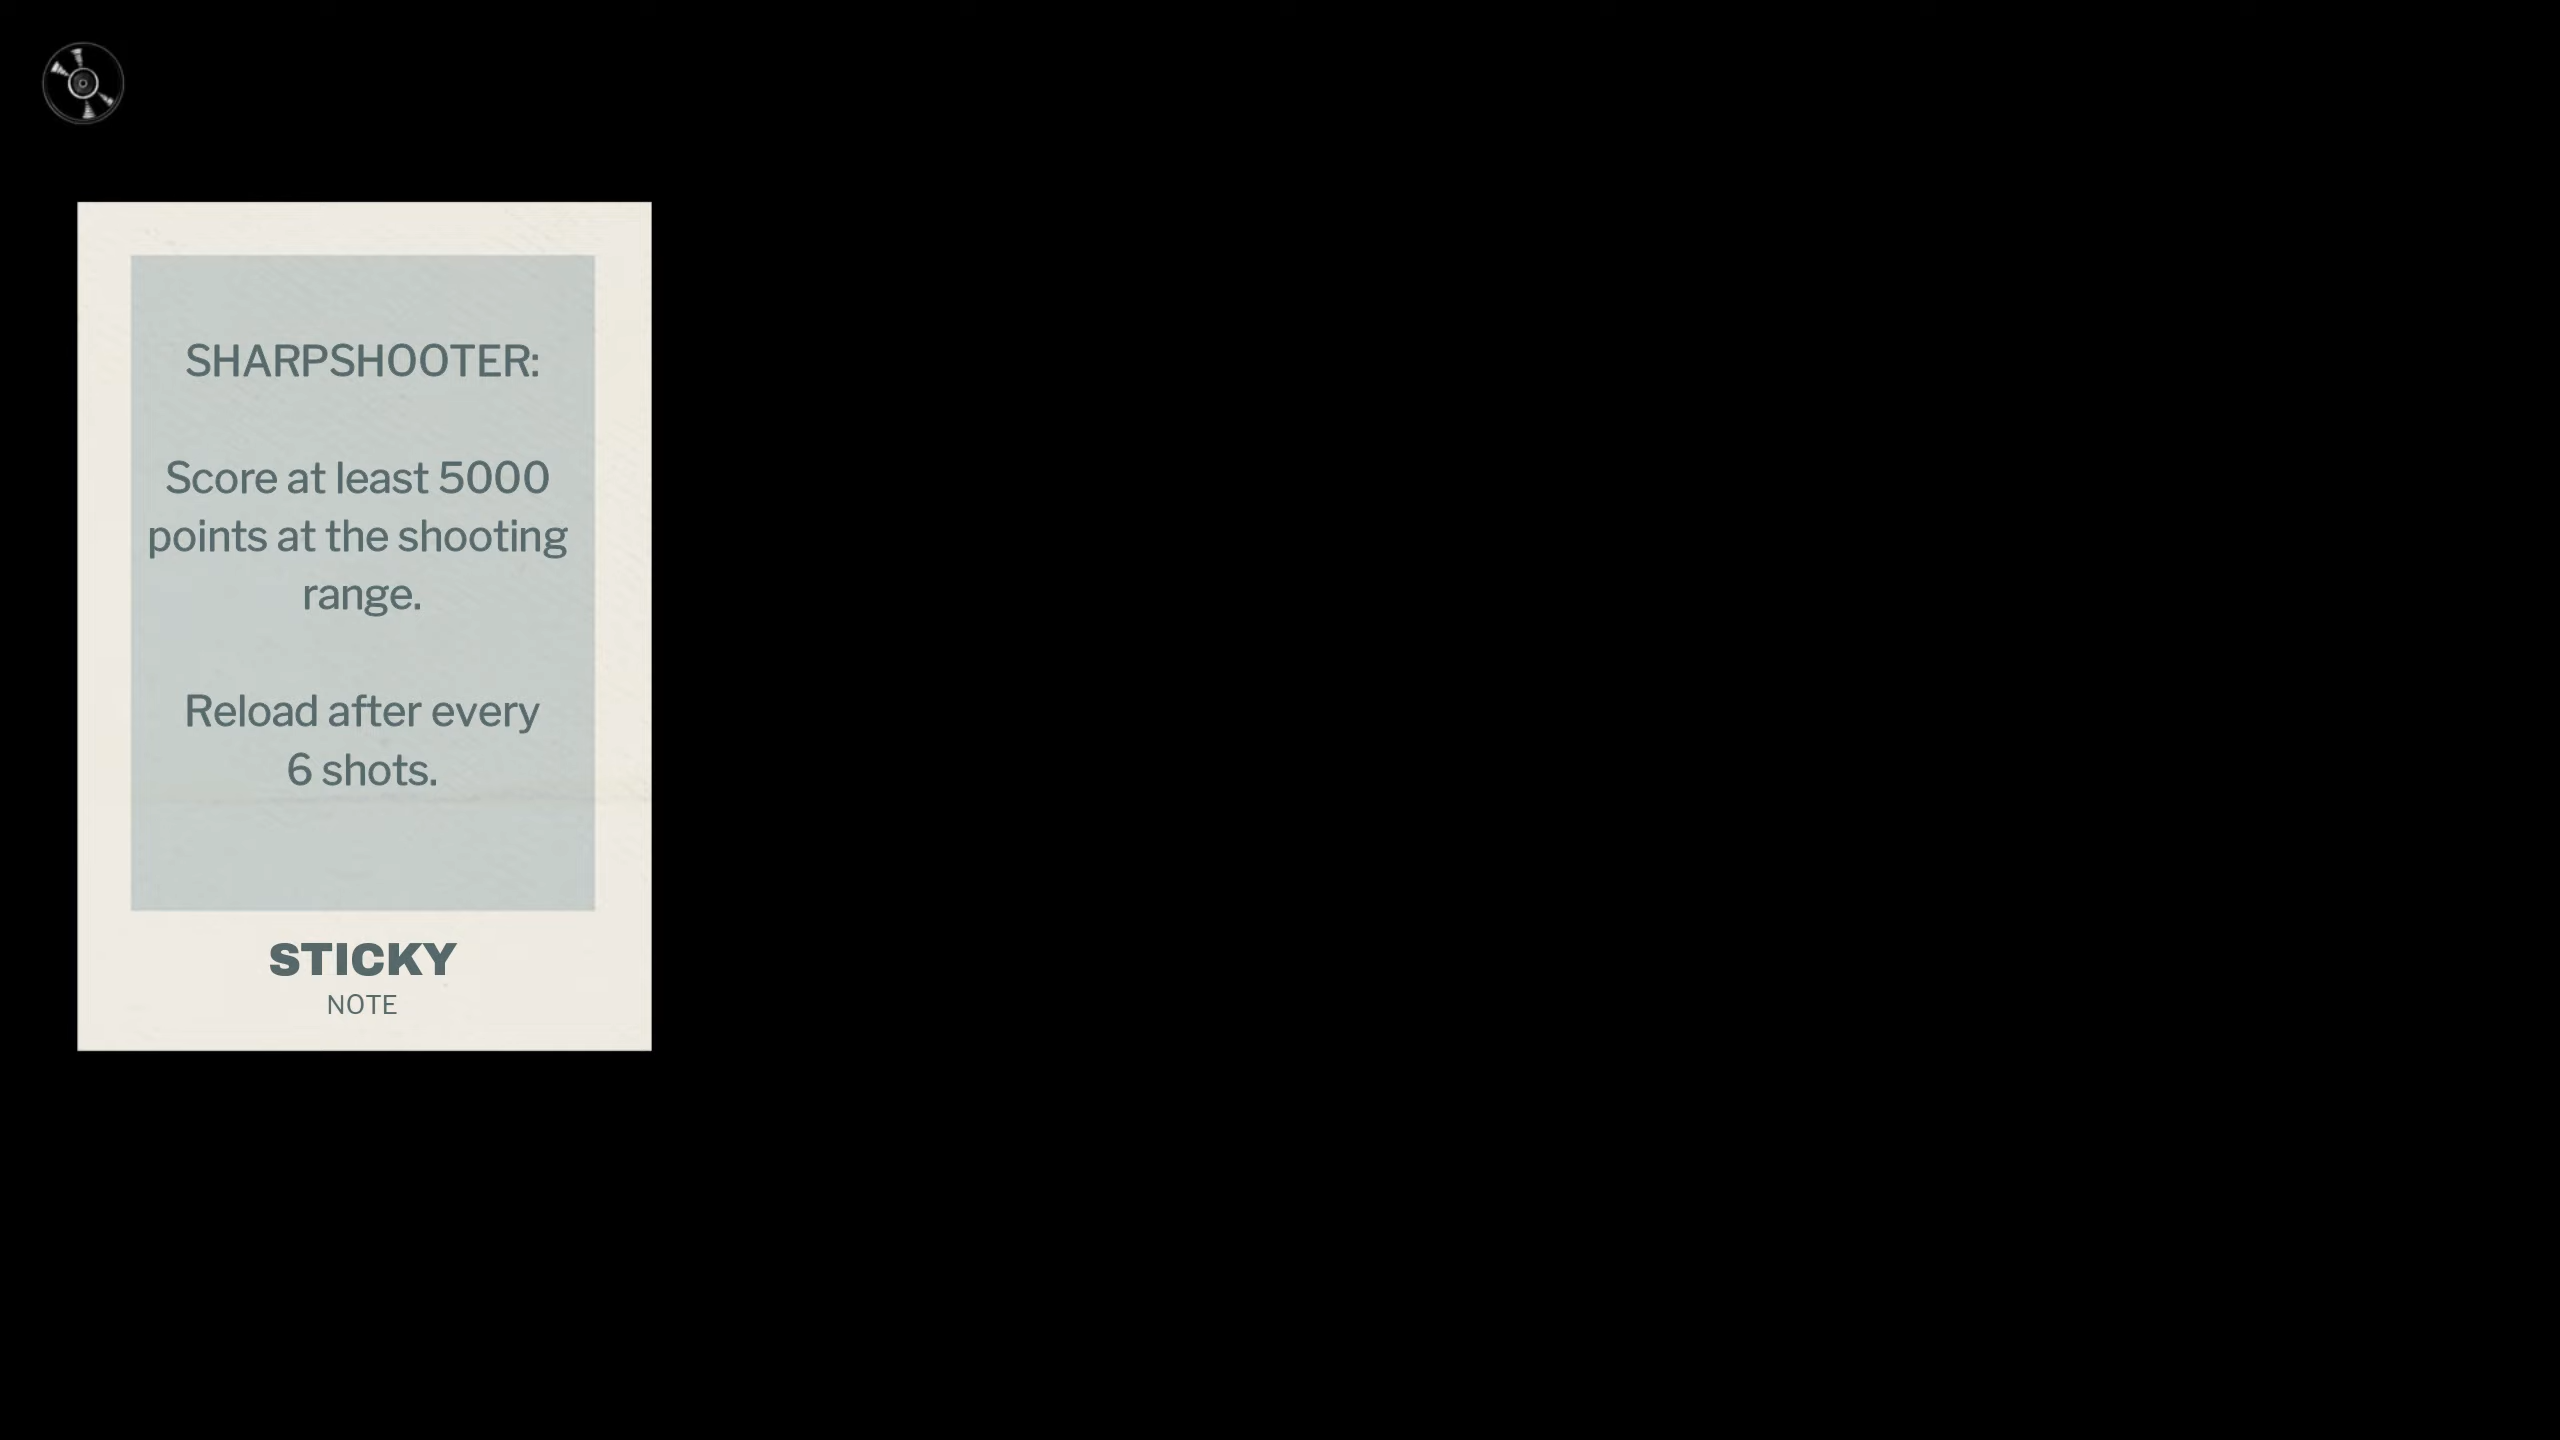 SHARPSHOOTER:
Score at least 5000
points at the shooting
range.
Reload after every
6 shots.
STICKY
NOTE